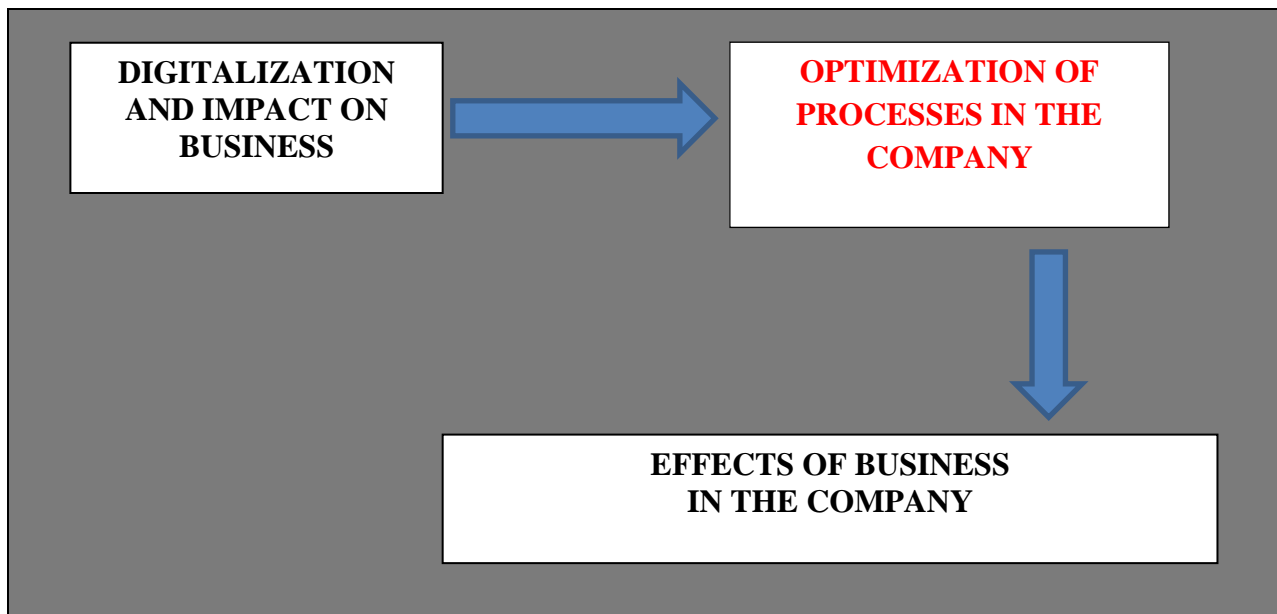 DIGITALIZATION
AND IMPACT ON
BUSINESS
OPTIMIZATION OF
PROCESSES IN THE
COMPANY
EFFECTS OF BUSINESS
IN THE COMPANY